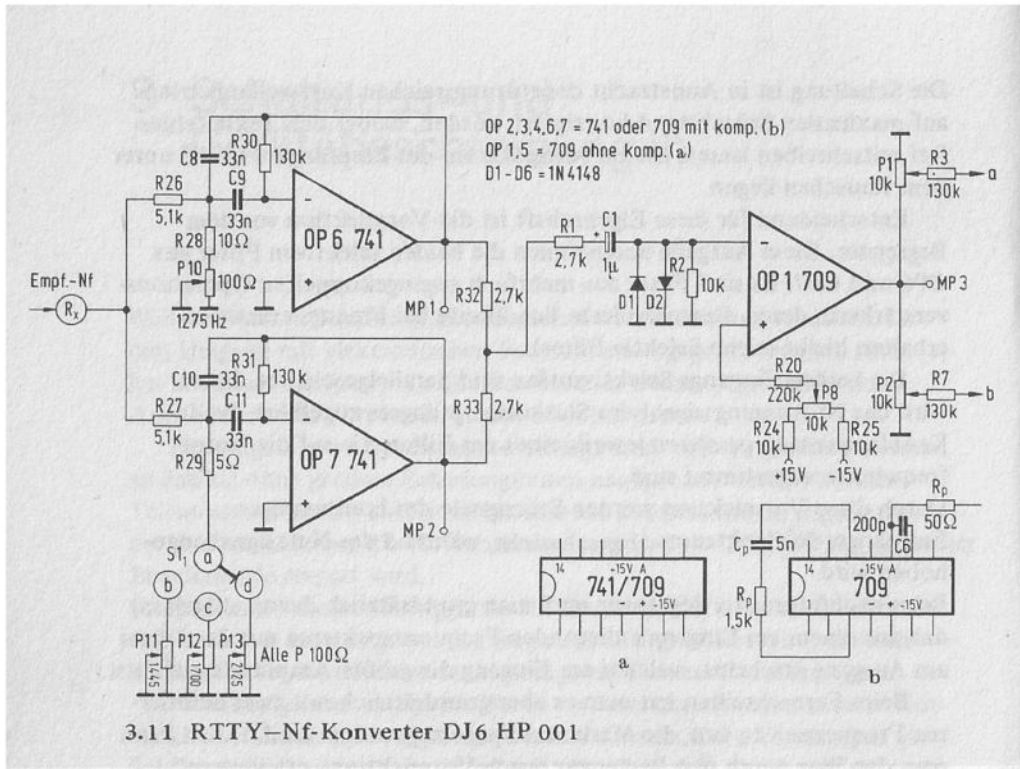 C8
33n
R30
130k
C9
33n
R26
5,1k
R28
10Ω
P10
100Ω
1275 Hz
Empf.-Nf
Rx
OP 6 741
MP.1
OP 2,3,4,6,7 = 741 oder 709 mit komp.(b)
OP 1,5 = 709 ohne komp.(a)
D1 - D6 = 1N 4148
R1
2,7k
+ C1
1µ
D1
D2
R2
10k
OP 1 709
MP 3
P1
10k
R3
130k
a
R32
2,7k
R33
2,7k
R31
130k
C10
33n
C11
33n
R27
5,1k
R29
5Ω
OP 7 741
MP 2
R20
220k
P8
10k
R24
10k
+15V
R25
10k
-15V
P2
10k
R7
130k
b
S1,
a
b
d
P11
P12
P13
Alle P 100Ω
14
+15V A
741/709
-15V
a
Cp
5n
Rp
1,5k
200p
C6
Rp
50Ω
14
+15V
709
-15V
b
3.11 RTTY-Nf-Konverter DJ6 HP 001